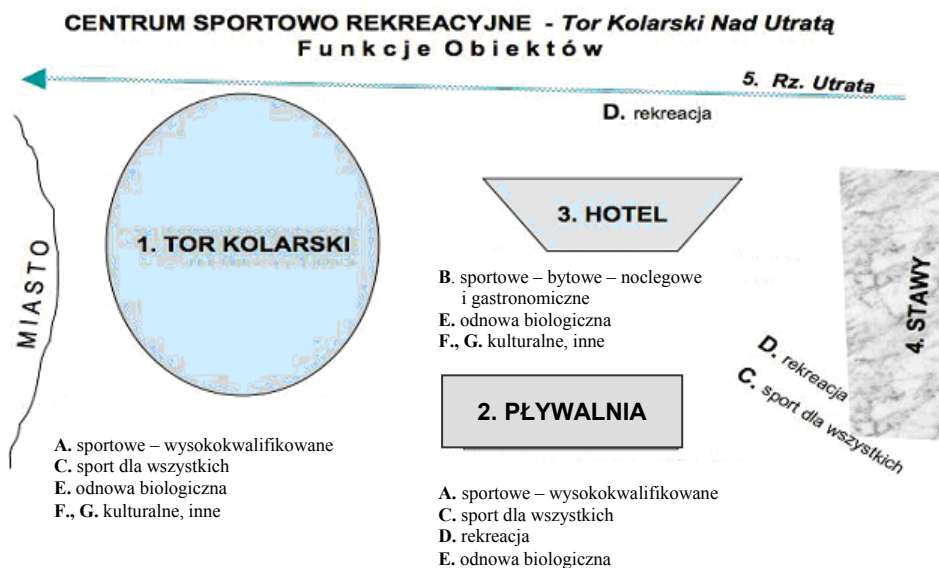 CENTRUM SPORTOWO REKREACYJNE - Tor Kolarski Nad Utratą
Funkcje Obiektów
5. Rz. Utrata
D. rekreacja
MIASTO
1. TOR KOLARSKI
A. sportowe – wysokokwalifikowane
C. sport dla wszystkich
E. odnowa biologiczna
F., G. kulturalne, inne
3. HOTEL
B. sportowe – bytowe – noclegowe
i gastronomiczne
E. odnowa biologiczna
F., G. kulturalne, inne
2. PŁYWALNIA
A. sportowe – wysokokwalifikowane
C. sport dla wszystkich
D. rekreacja
E. odnowa biologiczna
4. STAWY
D. rekreacja
C. sport dla wszystkich